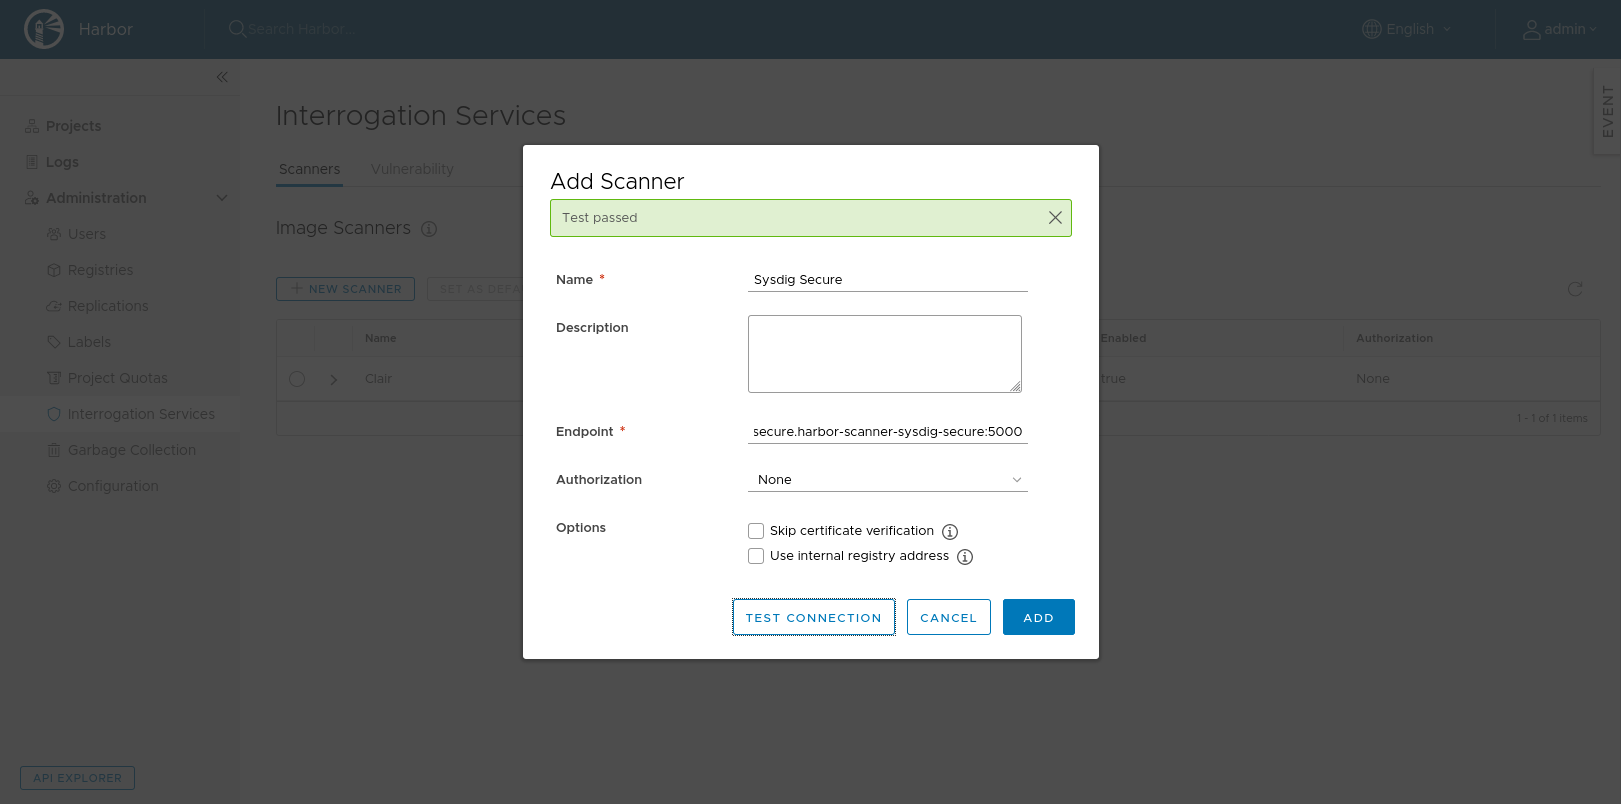 Harbor
Search Harbor...
English
admin
EVENT
Projects
Logs
Administration
Users
Registries
Replications
Labels
Project Quotas
Interrogation Services
Garbage Collection
Configuration
API EXPLORER
Interrogation Services
Scanners
Vulnerability
Image Scanners
NEW SCANNER
SET AS DEFA
Name
Enabled
Authorization
Clair
true
None
1 - 1 of 1 items
Add Scanner
Test passed
Name *
Sysdig Secure
Description
Endpoint *
secure.harbor-scanner-sysdig-secure:5000
Authorization
None
Options
Skip certificate verification
Use internal registry address
TEST CONNECTION
CANCEL
ADD